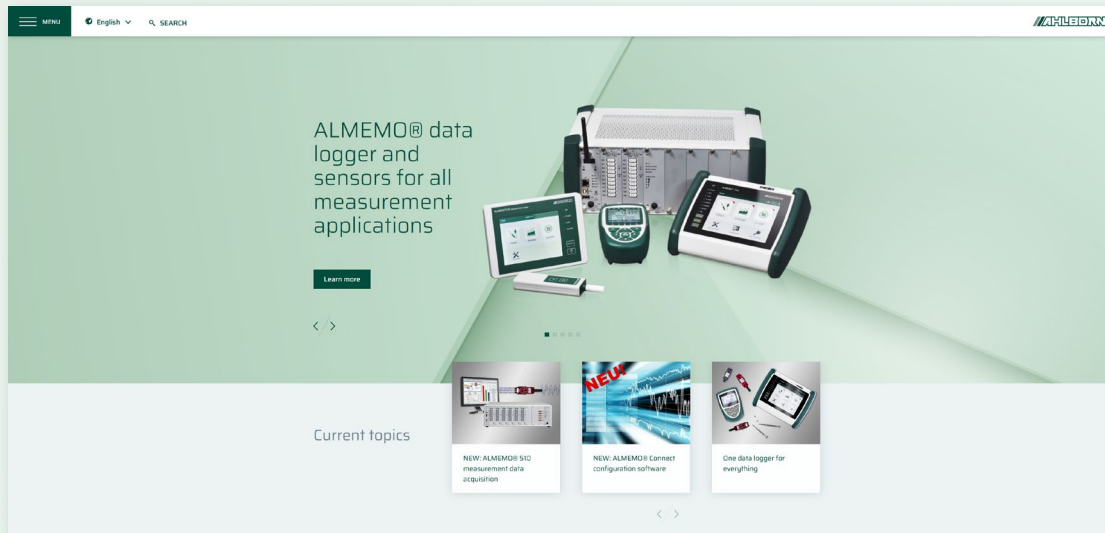 MENU
English
SEARCH
AHLBORN
ALMEMO® data
logger and
sensors for all
measurement
applications
Learn more
Current topics
NEU!
NEW: ALMEMO® 510
measurement data
acquisition
NEW: ALMEMO® Connect
configuration software
One data logger for
everything